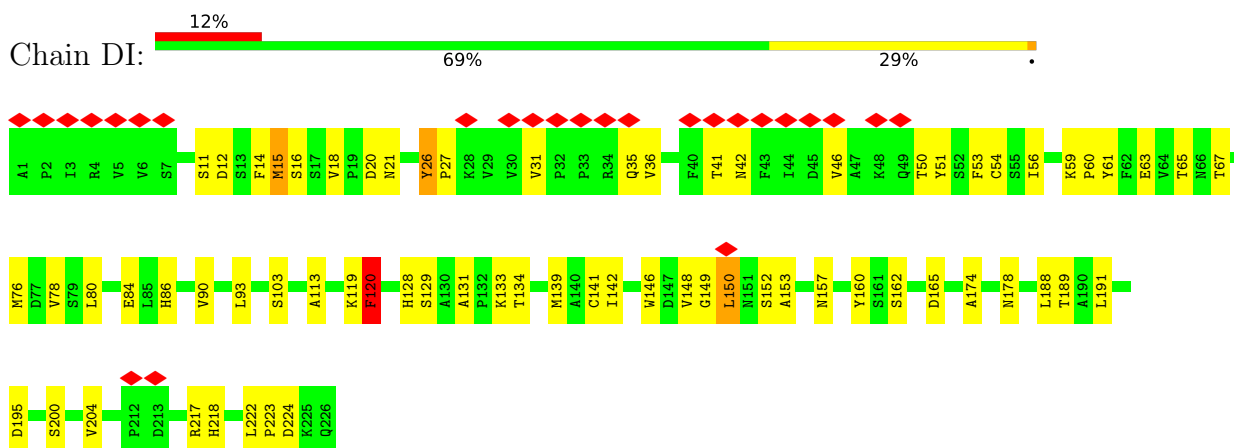 12%
Chain DI:
69% 29% •
A1 P2 I3 R4 V5 V6 S7 S11 D12 S13 F14 M15 S16 S17 V18 P19 D20 N21 Y26 P27 K28 V29 V30 V31 P32 P33 R34 Q35 V36 F40 T41 N42 F43 I44 D45 V46 A47 K48 Q49 T50 Y51 S52 F53 C54 S55 I56 K59 P60 Y61 F62 E63 V64 T65 N66 T67
M76 D77 V78 S79 L80 E84 L85 H86 V90 L93 S103 A113 K119 F120 H128 S129 A130 A131 P132 K133 T134 M139 A140 C141 I142 W146 D147 V148 G149 L150 N151 S152 A153 N157 Y160 S161 S162 D165 A174 N178 L188 T189 A190 L191
D195 S200 V204 P212 D213 R217 H218 L222 P223 D224 K225 Q226